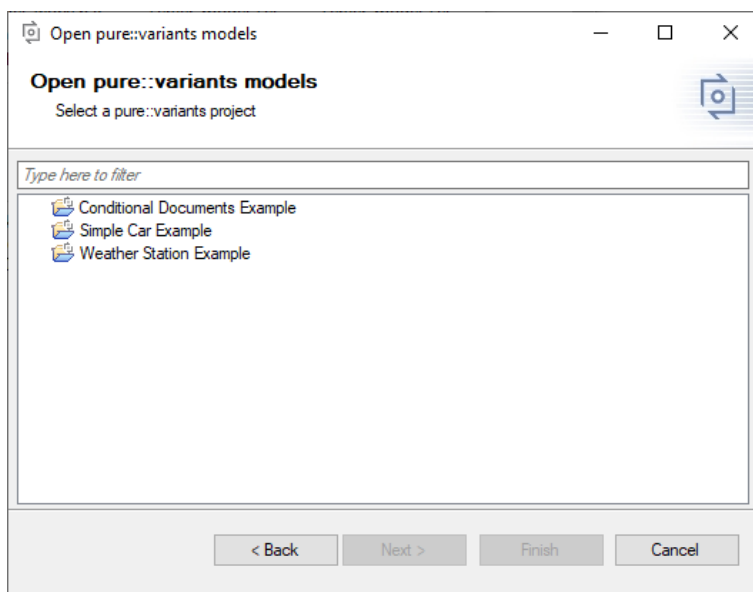 Open pure::variants models
Open pure::variants models
Select a pure::variants project
Type here to filter
Conditional Documents Example
Simple Car Example
Weather Station Example
< Back Next > Finish Cancel